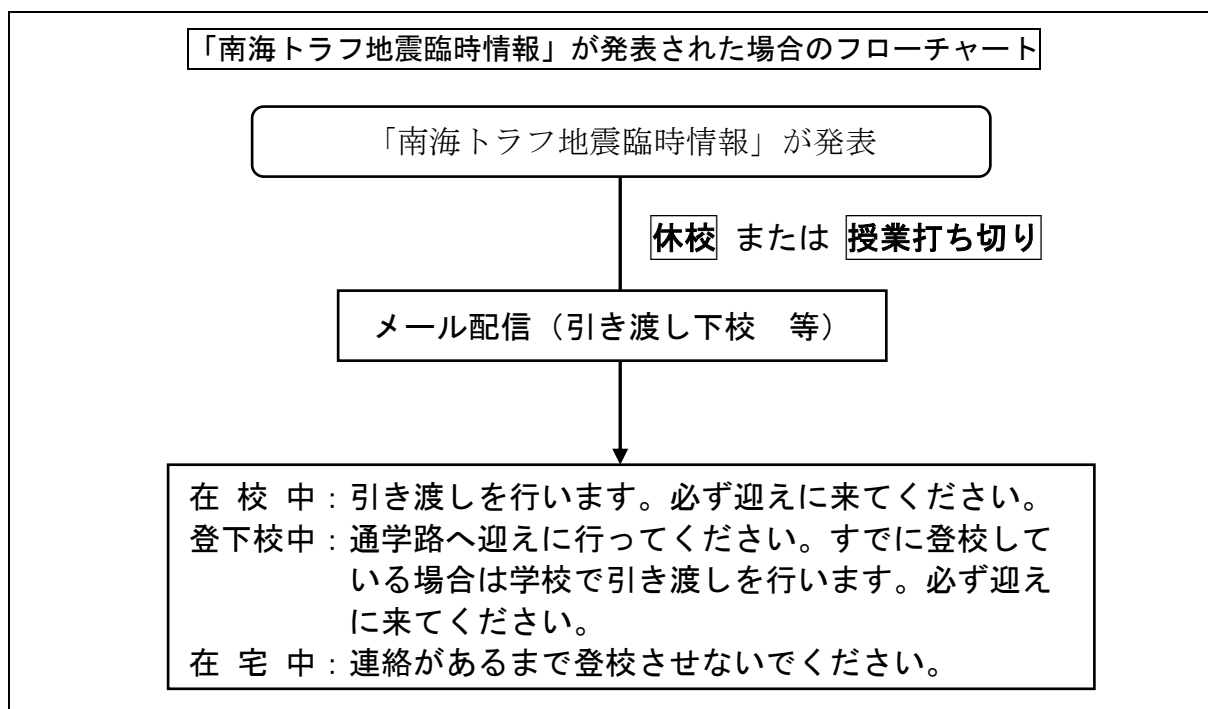 「南海トラフ地震臨時情報」が発表された場合のフローチャート
「南海トラフ地震臨時情報」が発表
休校 または 授業打ち切り
メール配信（引き渡し下校　等）
在 校 中：引き渡しを行います。必ず迎えに来てください。
登下校中：通学路へ迎えに行ってください。すでに登校して
いる場合は学校で引き渡しを行います。必ず迎え
に来てください。
在 宅 中：連絡があるまで登校させないでください。